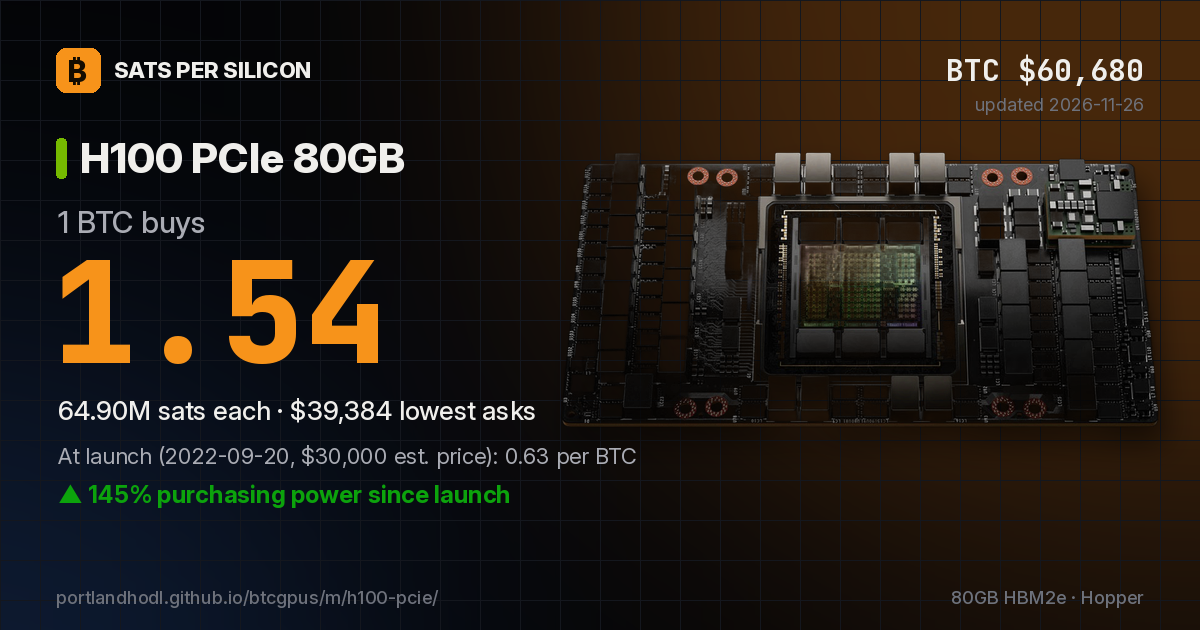 ₿ SATS PER SILICON
BTC $60,680
updated 2026-11-26
H100 PCIe 80GB
1 BTC buys
1.54
64.90M sats each · $39,384 lowest asks
At launch (2022-09-20, $30,000 est. price): 0.63 per BTC
▲ 145% purchasing power since launch
portlandhodl.github.io/btcgpus/m/h100-pcie/
80GB HBM2e · Hopper